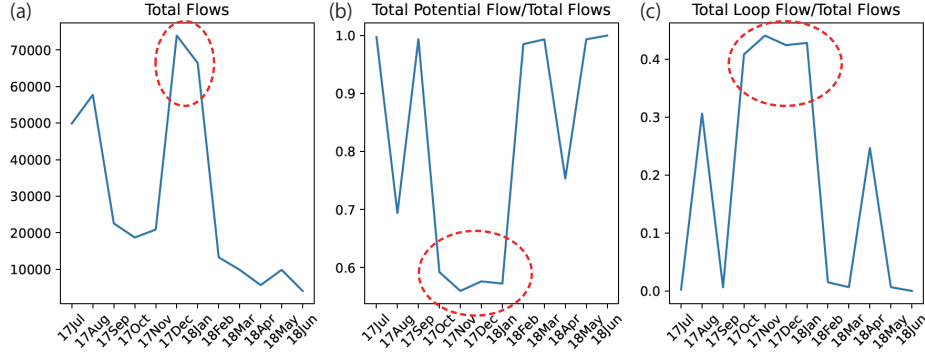 (a) Total Flows
70000
60000
50000
40000
30000
20000
10000
17Jul 17Aug 17Sep 17Oct 17Nov 17Dec 18Jan 18Feb 18Mar 18Apr 18May 18Jun
(b) Total Potential Flow/Total Flows
1.0
0.9
0.8
0.7
0.6
17Jul 17Aug 17Sep 17Oct 17Nov 17Dec 18Jan 18Feb 18Mar 18Apr 18May 18Jun
(c) Total Loop Flow/Total Flows
0.4
0.3
0.2
0.1
0.0
17Jul 17Aug 17Sep 17Oct 17Nov 17Dec 18Jan 18Feb 18Mar 18Apr 18May 18Jun